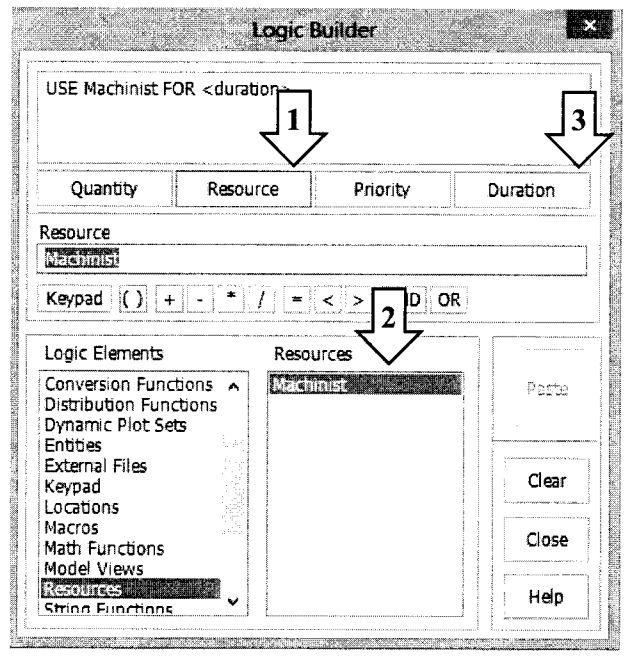 Logic Builder
×
USE Machinist FOR <duration>
1
3
Quantity Resource Priority Duration
Resource
Machinist
Keypad ( ) + - * / = < > OR
2
Logic Elements
Conversion Functions
Distribution Functions
Dynamic Plot Sets
Entities
External Files
Keypad
Locations
Macros
Math Functions
Model Views
Resources
String Functions
Resources
Machinist
Paste
Clear
Close
Help